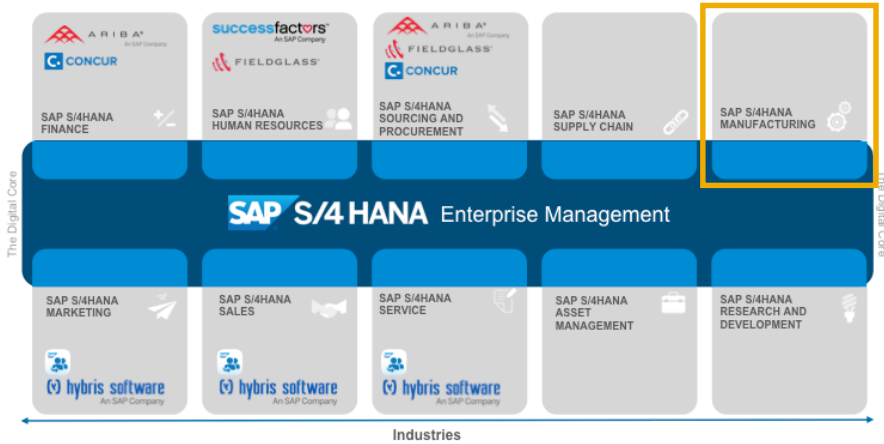 ARIBA
An SAP Company
CONCUR
SAP S/4HANA
FINANCE
successfactors™
An SAP Company
FIELDGLASS
SAP S/4HANA
HUMAN RESOURCES
ARIBA
An SAP Company
FIELDGLASS
CONCUR
SAP S/4HANA
SOURCING AND
PROCUREMENT
SAP S/4HANA
SUPPLY CHAIN
SAP S/4HANA
MANUFACTURING
The Digital Core
SAP S/4 HANA Enterprise Management
The Digital Core
SAP S/4HANA
MARKETING
hybris software
An SAP Company
SAP S/4HANA
SALES
hybris software
An SAP Company
SAP S/4HANA
SERVICE
hybris software
An SAP Company
SAP S/4HANA
ASSET
MANAGEMENT
SAP S/4HANA
RESEARCH AND
DEVELOPMENT
Industries